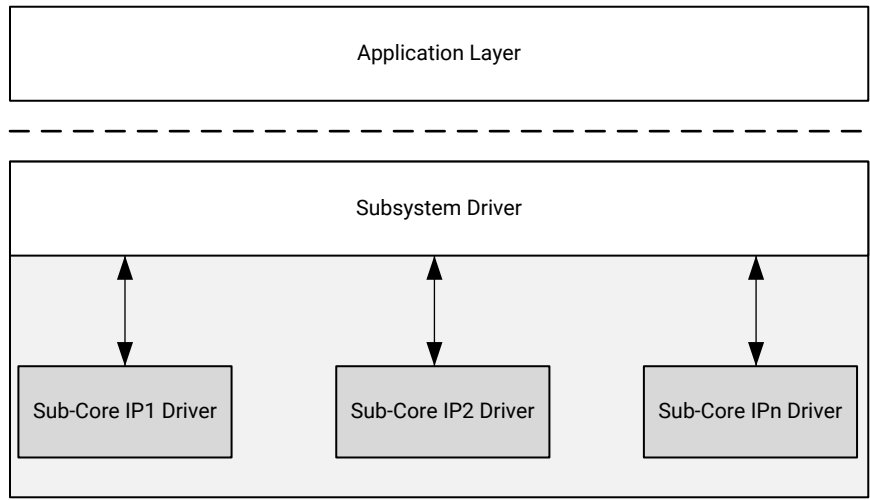 Application Layer
Subsystem Driver
Sub-Core IP1 Driver
Sub-Core IP2 Driver
Sub-Core IPn Driver